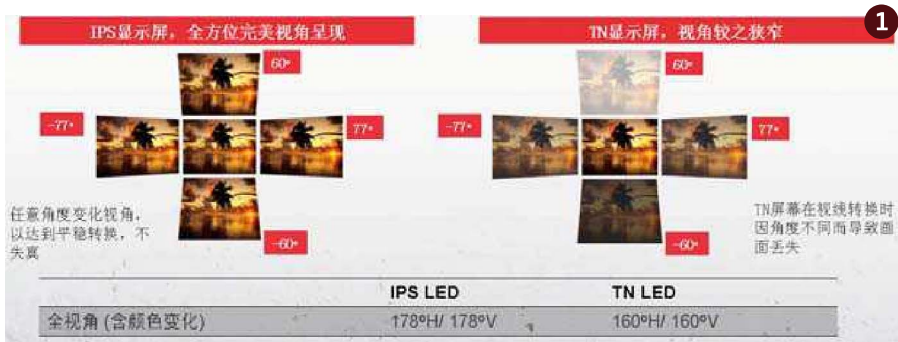 IPS显示屏，全方位完美视角呈现
TN显示屏，视角较之狭窄
1
60°
-77°
77°
-60°
任意角度变化视角，
以达到平稳转换，不
失真
60°
-77°
77°
-60°
TN屏幕在视线转换时
因角度不同而导致画
面丢失
IPS LED
TN LED
全视角 (含颜色变化)
178°H/ 178°V
160°H/ 160°V